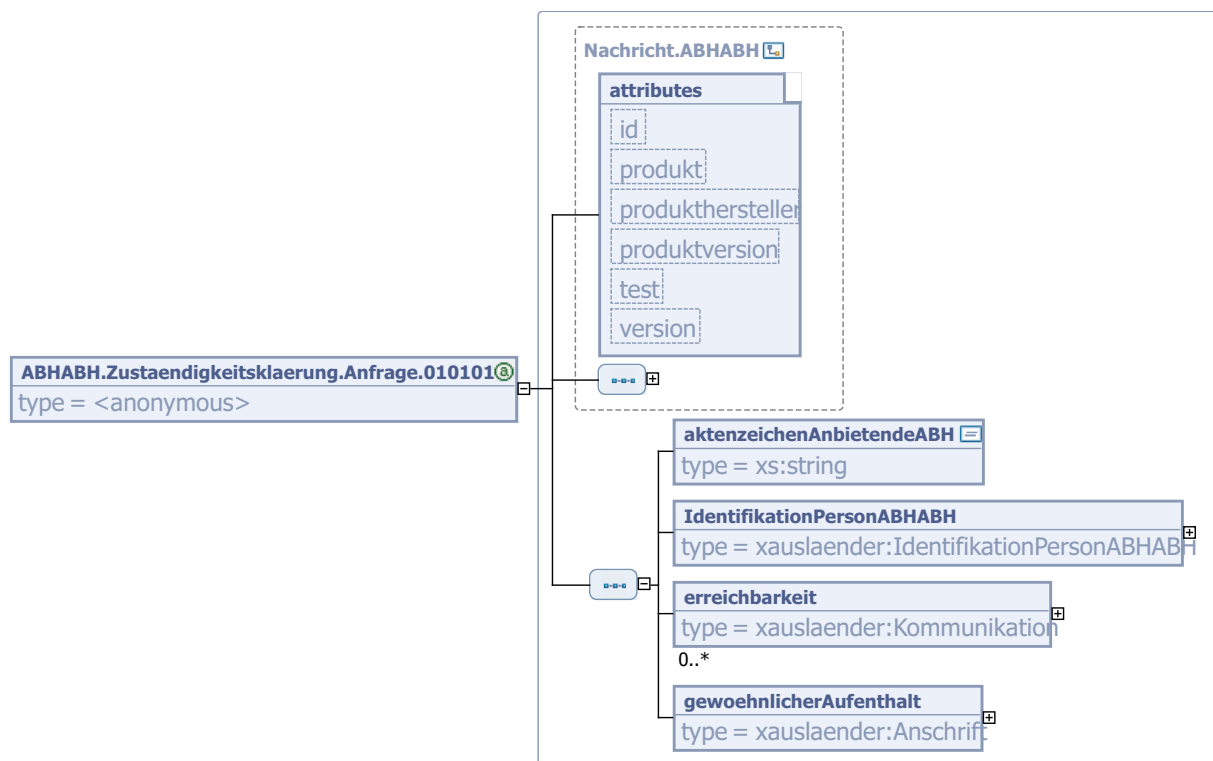 Nachricht.ABHABH
attributes
id
produkt
produkthersteller
produktversion
test
version
ABHABH.Zustaendigkeitsklaerung.Anfrage.010101
type = <anonymous>
aktenzeichenAnbietendeABH
type = xs:string
IdentifikationPersonABHABH
type = xauslaender:IdentifikationPersonABHABH
erreichbarkeit
type = xauslaender:Kommunikation
0..*
gewoehnlicherAufenthalt
type = xauslaender:Anschrift